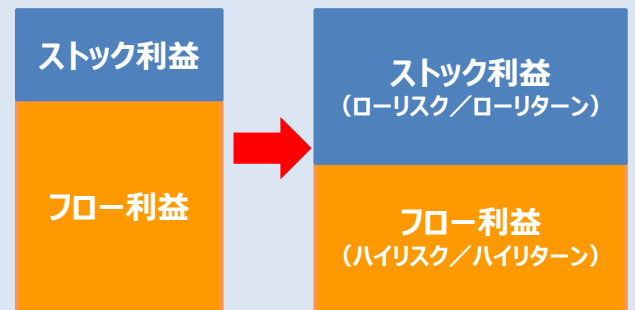 ストック利益
フロー利益
ストック利益
（ローリスク／ローリターン）
フロー利益
（ハイリスク／ハイリターン）